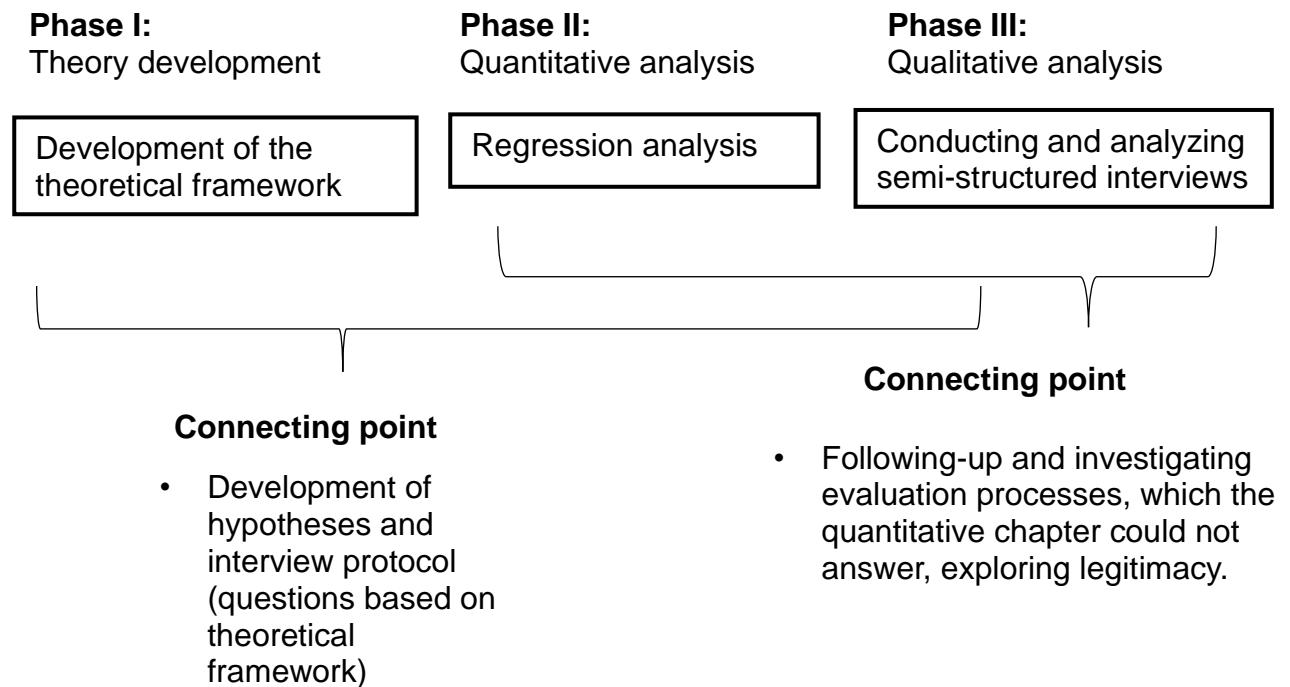 Phase I:
Theory development
Phase II:
Quantitative analysis
Phase III:
Qualitative analysis
Development of the
theoretical framework
Regression analysis
Conducting and analyzing
semi-structured interviews
Connecting point
• Development of
hypotheses and
interview protocol
(questions based on
theoretical
framework)
Connecting point
• Following-up and investigating
evaluation processes, which the
quantitative chapter could not
answer, exploring legitimacy.